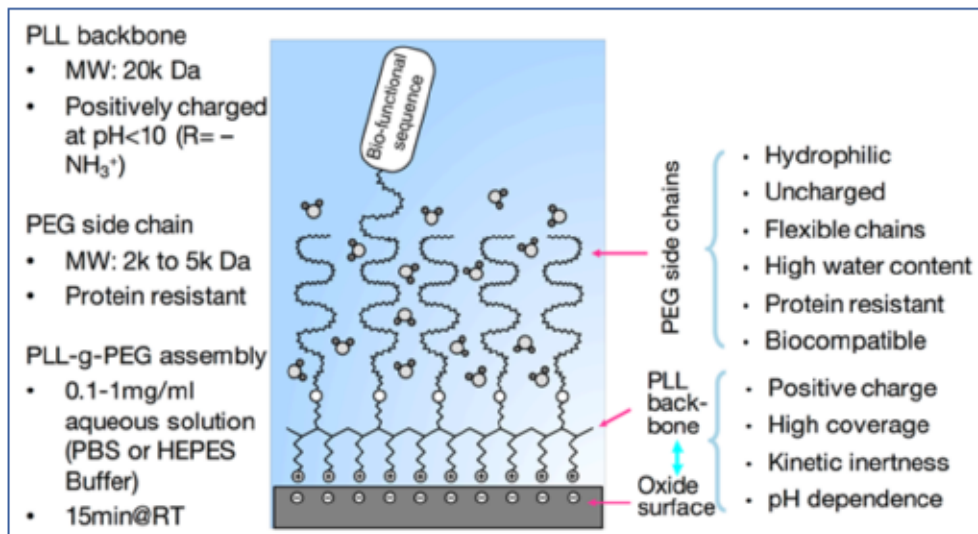 PLL backbone
• MW: 20k Da
• Positively charged
at pH<10 (R= –
NH₃⁺)
PEG side chain
• MW: 2k to 5k Da
• Protein resistant
PLL-g-PEG assembly
• 0.1-1mg/ml
aqueous solution
(PBS or HEPES
Buffer)
• 15min@RT
Bio-functional
sequence
PEG side chains
• Hydrophilic
• Uncharged
• Flexible chains
• High water content
• Protein resistant
• Biocompatible
PLL
back-
bone
Oxide
surface
• Positive charge
• High coverage
• Kinetic inertness
• pH dependence